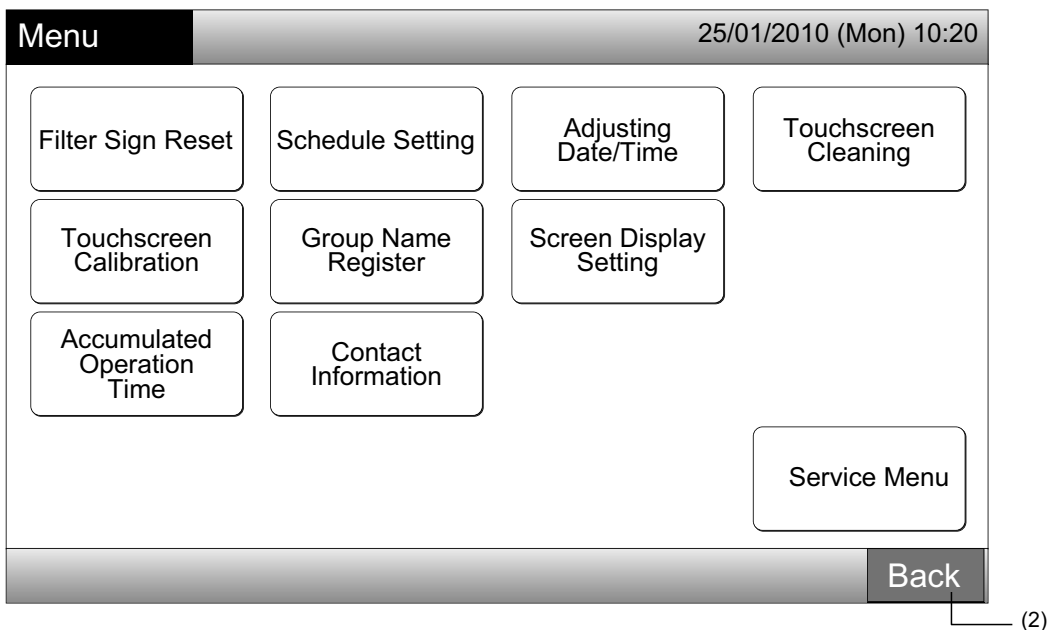 Menu
25/01/2010 (Mon) 10:20
Filter Sign Reset
Schedule Setting
Adjusting
Date/Time
Touchscreen
Cleaning
Touchscreen
Calibration
Group Name
Register
Screen Display
Setting
Accumulated
Operation
Time
Contact
Information
Service Menu
Back
(2)